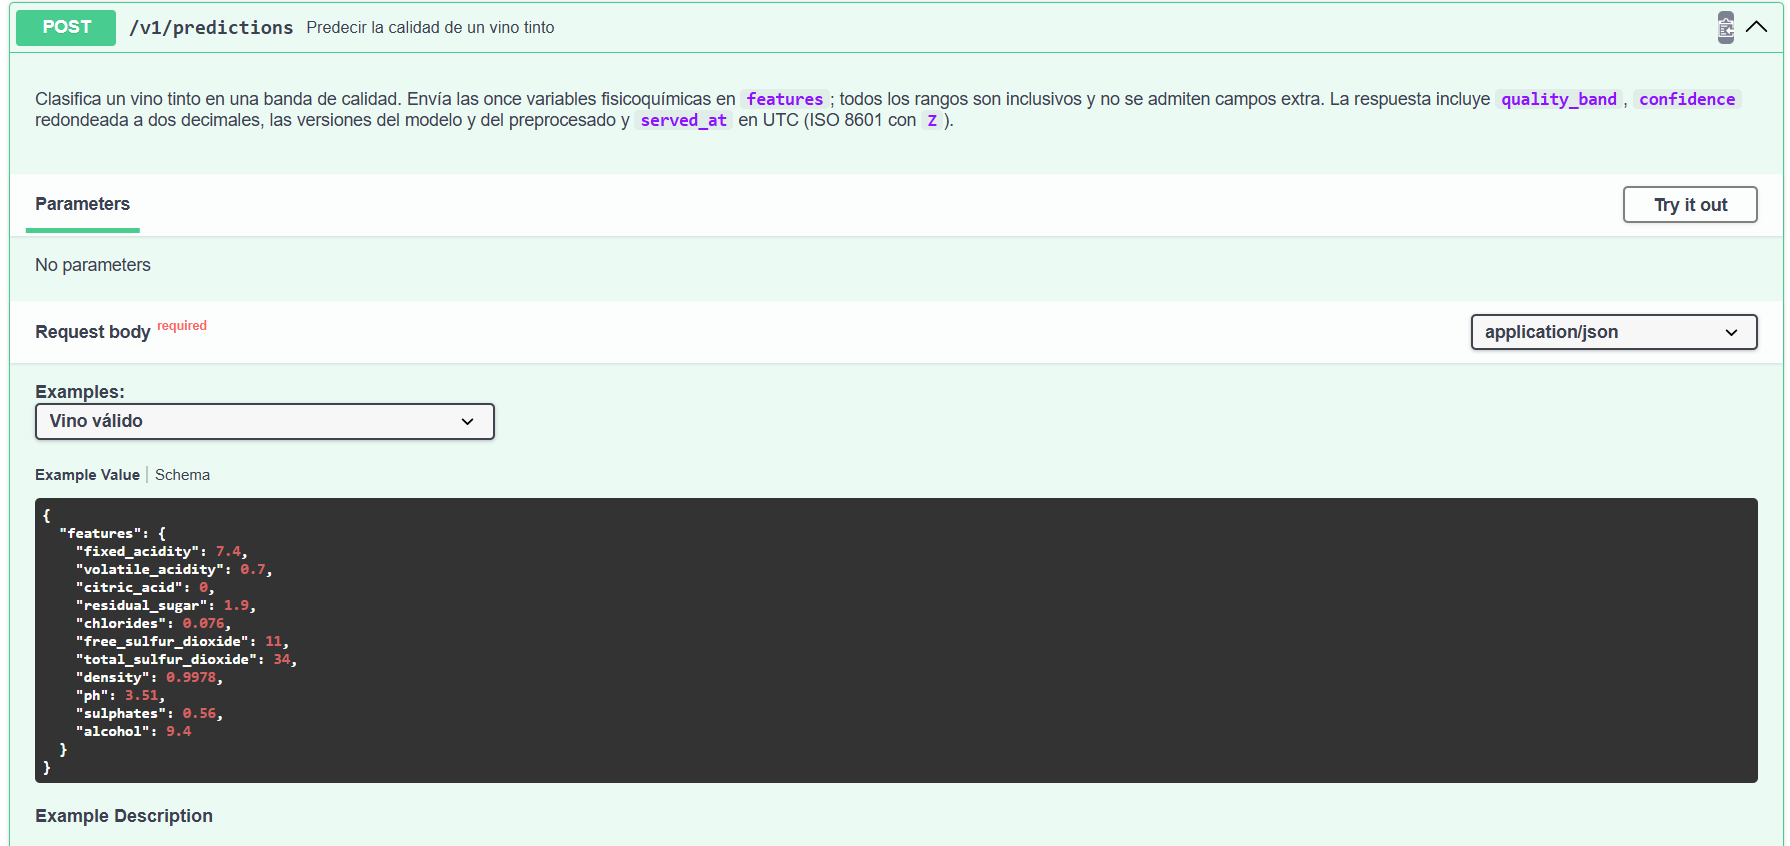 POST /v1/predictions Predecir la calidad de un vino tinto
Clasifica un vino tinto en una banda de calidad. Envía las once variables fisicoquímicas en features ; todos los rangos son inclusivos y no se admiten campos extra. La respuesta incluye quality_band , confidence
redondeada a dos decimales, las versiones del modelo y del preprocesado y served_at en UTC (ISO 8601 con Z ).
Parameters
Try it out
No parameters
Request body required
application/json
Examples:
Vino válido
Example Value | Schema
{
  "features": {
    "fixed_acidity": 7.4,
    "volatile_acidity": 0.7,
    "citric_acid": 0,
    "residual_sugar": 1.9,
    "chlorides": 0.076,
    "free_sulfur_dioxide": 11,
    "total_sulfur_dioxide": 34,
    "density": 0.9978,
    "ph": 3.51,
    "sulphates": 0.56,
    "alcohol": 9.4
  }
}
Example Description